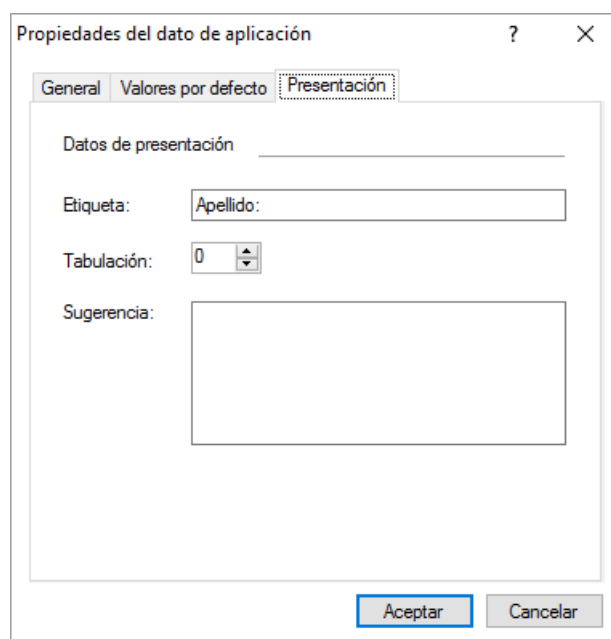 Propiedades del dato de aplicación ?
General Valores por defecto Presentación
Datos de presentación
Etiqueta: Apellido:
Tabulación: 0
Sugerencia:
Aceptar Cancelar